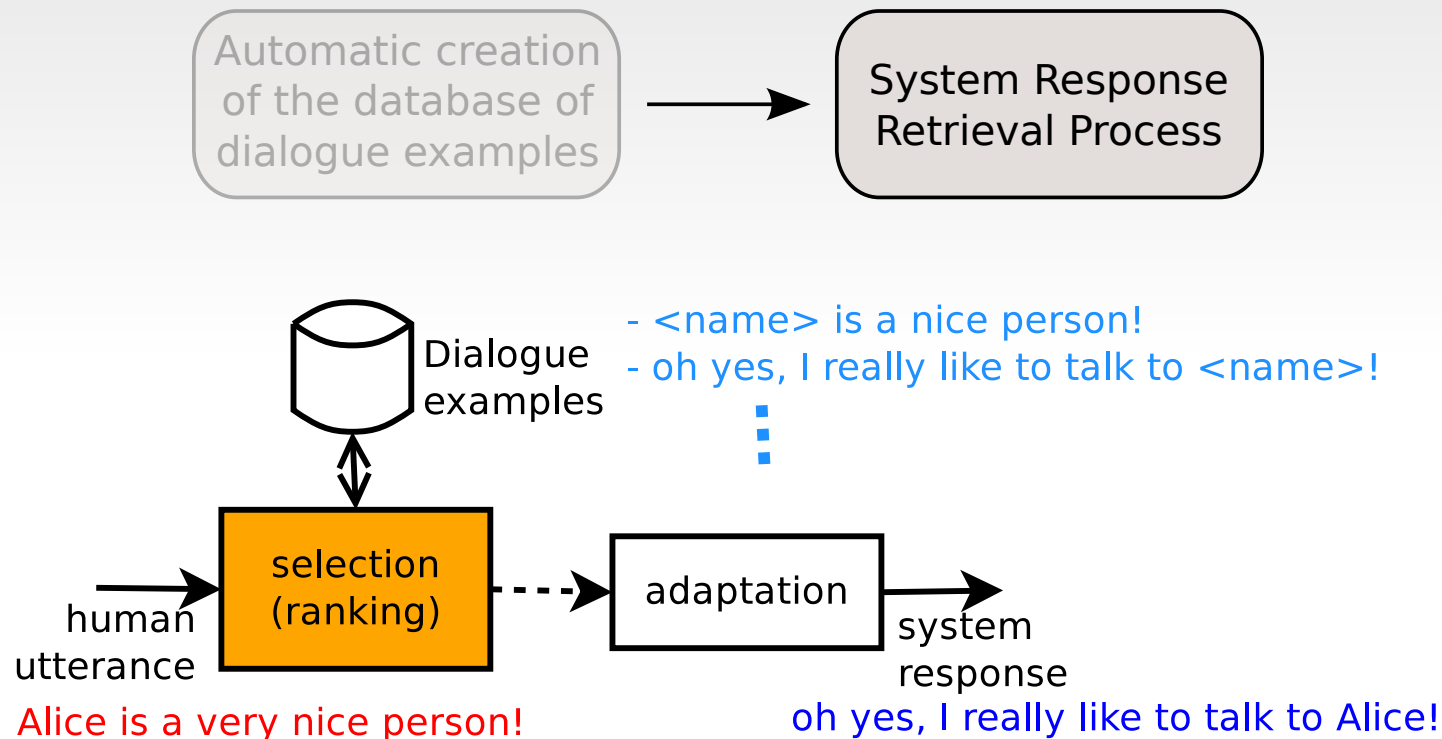 Automatic creation
of the database of
dialogue examples
System Response
Retrieval Process
- <name> is a nice person!
- oh yes, I really like to talk to <name>!
Dialogue
examples
selection
(ranking)
adaptation
human
utterance
system
response
Alice is a very nice person!
oh yes, I really like to talk to Alice!